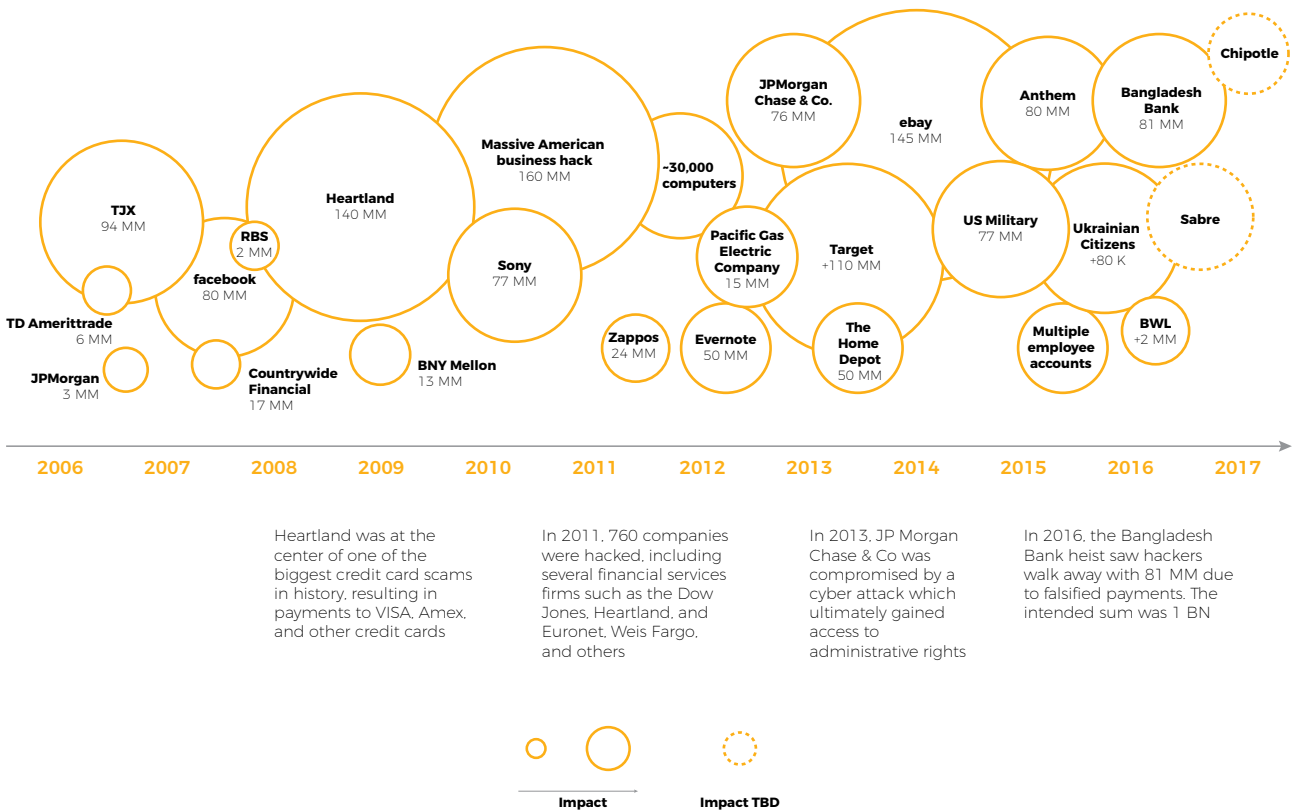 Chipotle
JPMorgan
Chase & Co.
76 MM
ebay
145 MM
Anthem
80 MM
Bangladesh
Bank
81 MM
Massive American
business hack
160 MM
~30,000
computers
TJX
94 MM
Heartland
140 MM
RBS
2 MM
facebook
80 MM
Sony
77 MM
Pacific Gas
Electric
Company
15 MM
Target
+110 MM
US Military
77 MM
Ukrainian
Citizens
+80 K
Sabre
TD Amerittrade
6 MM
JPMorgan
3 MM
Countrywide
Financial
17 MM
BNY Mellon
13 MM
Zappos
24 MM
Evernote
50 MM
The
Home
Depot
50 MM
Multiple
employee
accounts
BWL
+2 MM
2006
2007
2008
2009
2010
2011
2012
2013
2014
2015
2016
2017
Heartland was at the
center of one of the
biggest credit card scams
in history, resulting in
payments to VISA, Amex,
and other credit cards
In 2011, 760 companies
were hacked, including
several financial services
firms such as the Dow
Jones, Heartland, and
Euronet, Weis Fargo,
and others
In 2013, JP Morgan
Chase & Co was
compromised by a
cyber attack which
ultimately gained
access to
administrative rights
In 2016, the Bangladesh
Bank heist saw hackers
walk away with 81 MM due
to falsified payments. The
intended sum was 1 BN
Impact
Impact TBD